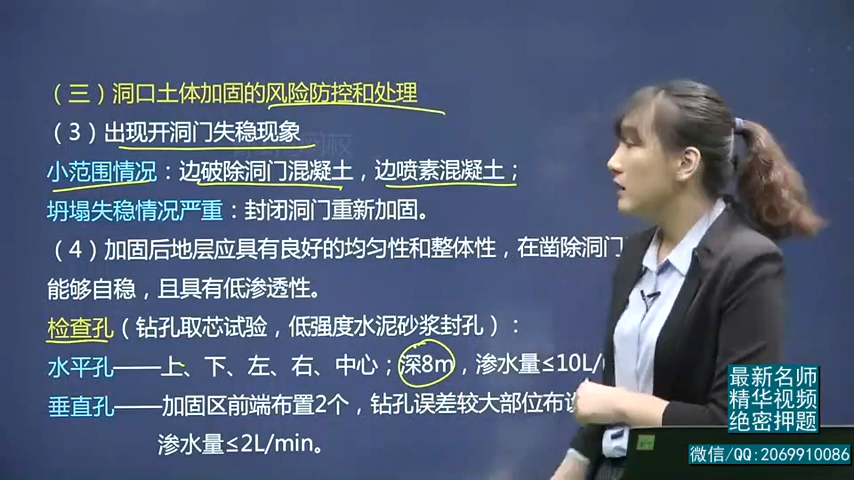 （三）洞口土体加固的风险防控和处理
（3）出现开洞门失稳现象
小范围情况：边破除洞门混凝土，边喷素混凝土；
坍塌失稳情况严重：封闭洞门重新加固。
（4）加固后地层应具有良好的均匀性和整体性，在凿除洞门
能够自稳，且具有低渗透性。
检查孔（钻孔取芯试验，低强度水泥砂浆封孔）：
水平孔——上、下、左、右、中心；深8m，渗水量≤10L/
垂直孔——加固区前端布置2个，钻孔误差较大部位布设
渗水量≤2L/min。
最新名师
精华视频
绝密押题
微信/QQ:2069910086